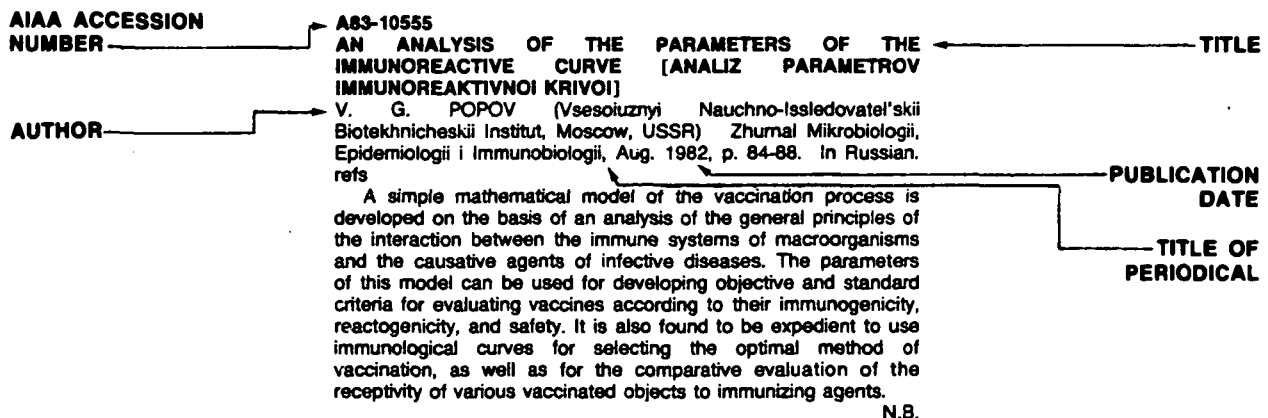 AIAA ACCESSION
NUMBER
AUTHOR
A83-10555
AN ANALYSIS OF THE PARAMETERS OF THE
IMMUNOREACTIVE CURVE [ANALIZ PARAMETROV
IMMUNOREAKTIVNOI KRIVOI]
V. G. POPOV (Vsesoiuznyi Nauchno-Issledovatel'skii
Biotekhnicheskii Institut, Moscow, USSR) Zhurnal Mikrobiologii,
Epidemiologii i Immunobiologii, Aug. 1982, p. 84-88. In Russian.
refs
A simple mathematical model of the vaccination process is
developed on the basis of an analysis of the general principles of
the interaction between the immune systems of macroorganisms
and the causative agents of infective diseases. The parameters
of this model can be used for developing objective and standard
criteria for evaluating vaccines according to their immunogenicity,
reactogenicity, and safety. It is also found to be expedient to use
immunological curves for selecting the optimal method of
vaccination, as well as for the comparative evaluation of the
receptivity of various vaccinated objects to immunizing agents.
N.B.
TITLE
PUBLICATION
DATE
TITLE OF
PERIODICAL